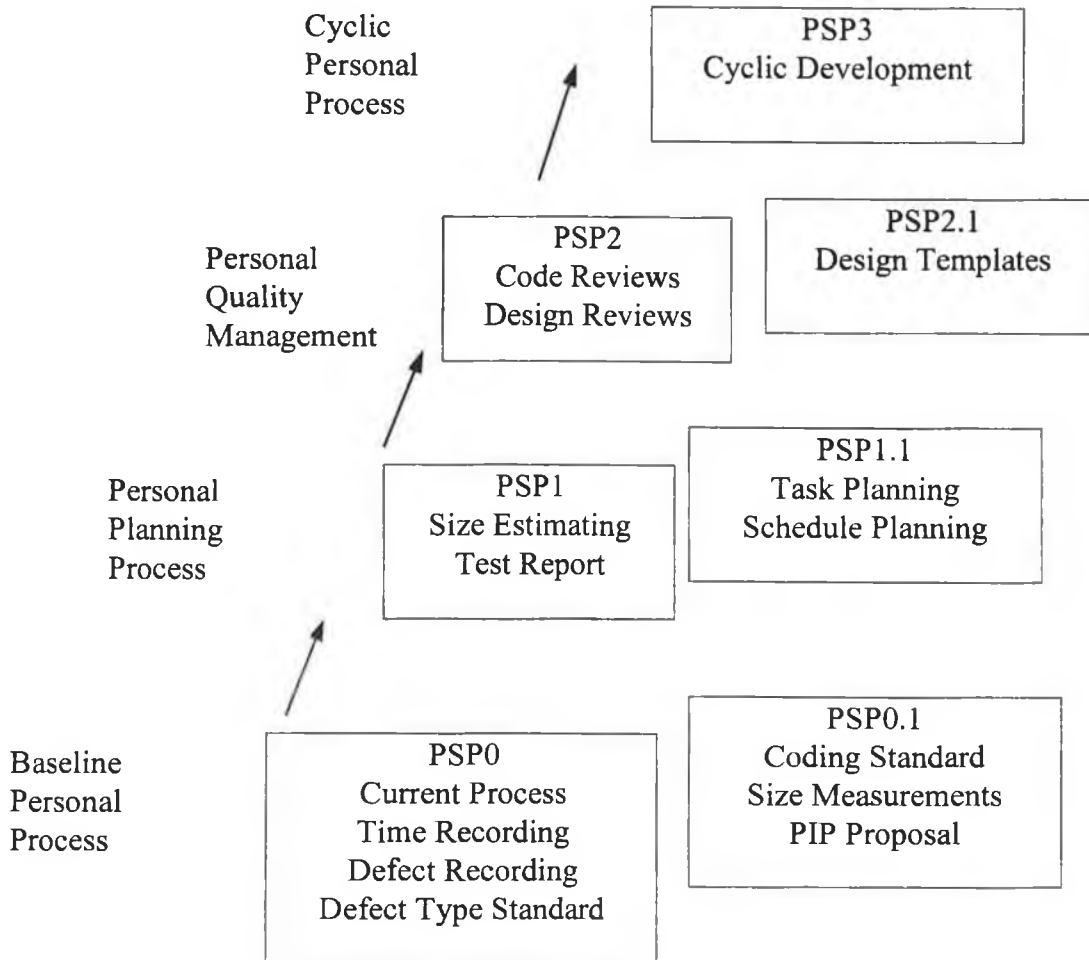 Cyclic
Personal
Process
PSP3
Cyclic Development
Personal
Quality
Management
PSP2
Code Reviews
Design Reviews
PSP2.1
Design Templates
Personal
Planning
Process
PSP1
Size Estimating
Test Report
PSP1.1
Task Planning
Schedule Planning
Baseline
Personal
Process
PSP0
Current Process
Time Recording
Defect Recording
Defect Type Standard
PSP0.1
Coding Standard
Size Measurements
PIP Proposal